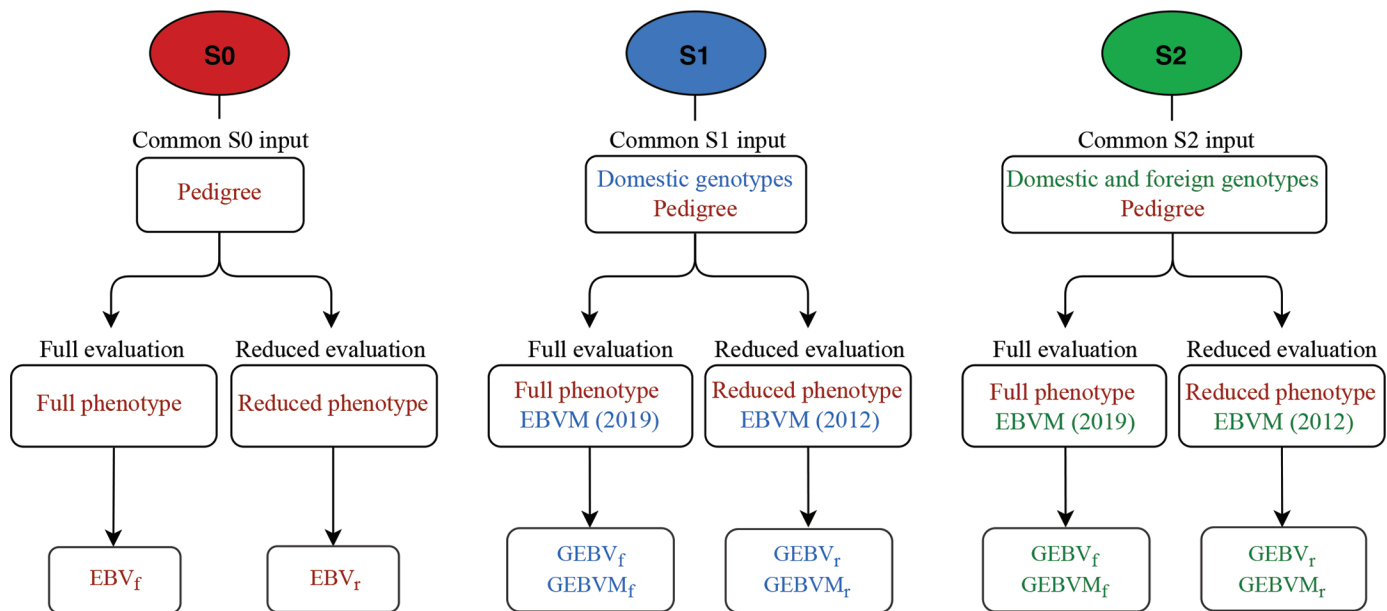 S0
Common S0 input
Pedigree
Full evaluation
Full phenotype
EBVf
Reduced evaluation
Reduced phenotype
EBVr
S1
Common S1 input
Domestic genotypes
Pedigree
Full evaluation
Full phenotype
EBVM (2019)
GEBVf
GEBVMf
Reduced evaluation
Reduced phenotype
EBVM (2012)
GEBVr
GEBVMr
S2
Common S2 input
Domestic and foreign genotypes
Pedigree
Full evaluation
Full phenotype
EBVM (2019)
GEBVf
GEBVMf
Reduced evaluation
Reduced phenotype
EBVM (2012)
GEBVr
GEBVMr